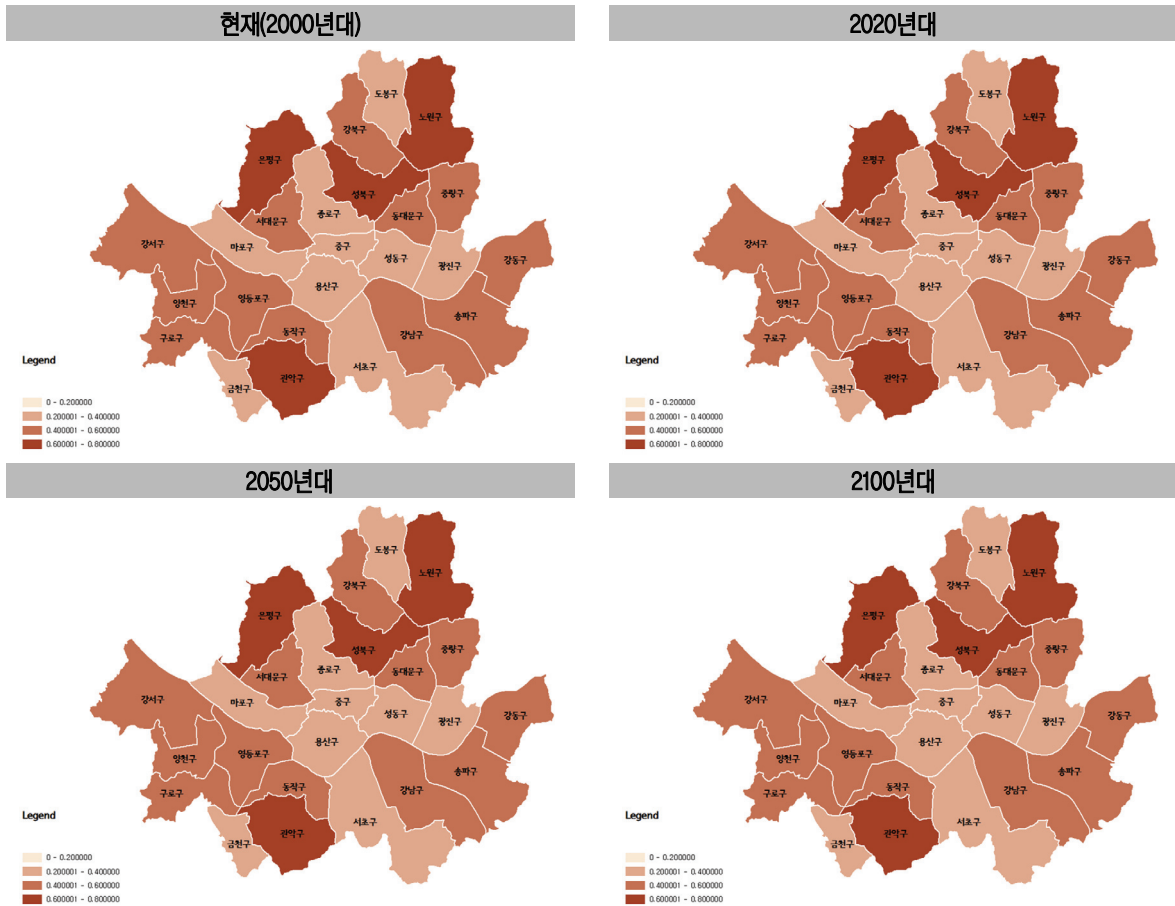 현재(2000년대)
도봉구
노원구
강북구
은평구
성북구
중랑구
서대문구
종로구
동대문구
강서구
마포구
중구
성동구
광진구
강동구
용산구
양천구
영등포구
송파구
구로구
동작구
강남구
서초구
금천구
관악구
Legend
0 - 0.200000
0.200001 - 0.400000
0.400001 - 0.600000
0.600001 - 0.800000
2020년대
도봉구
노원구
강북구
은평구
성북구
중랑구
서대문구
종로구
동대문구
강서구
마포구
중구
성동구
광진구
강동구
용산구
양천구
영등포구
송파구
구로구
동작구
강남구
서초구
금천구
관악구
Legend
0 - 0.200000
0.200001 - 0.400000
0.400001 - 0.600000
0.600001 - 0.800000
2050년대
도봉구
노원구
강북구
은평구
성북구
중랑구
서대문구
종로구
동대문구
강서구
마포구
중구
성동구
광진구
강동구
용산구
양천구
영등포구
송파구
구로구
동작구
강남구
서초구
금천구
관악구
Legend
0 - 0.200000
0.200001 - 0.400000
0.400001 - 0.600000
0.600001 - 0.800000
2100년대
도봉구
노원구
강북구
은평구
성북구
중랑구
서대문구
종로구
동대문구
강서구
마포구
중구
성동구
광진구
강동구
용산구
양천구
영등포구
송파구
구로구
동작구
강남구
서초구
금천구
관악구
Legend
0 - 0.200000
0.200001 - 0.400000
0.400001 - 0.600000
0.600001 - 0.800000